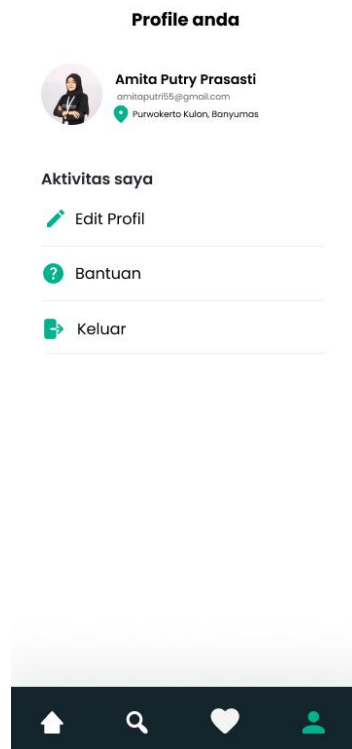 Profile anda
Amita Putry Prasasti
amitaputri55@gmail.com
Purwokerto Kulon, Banyumas
Aktivitas saya
Edit Profil
Bantuan
Keluar